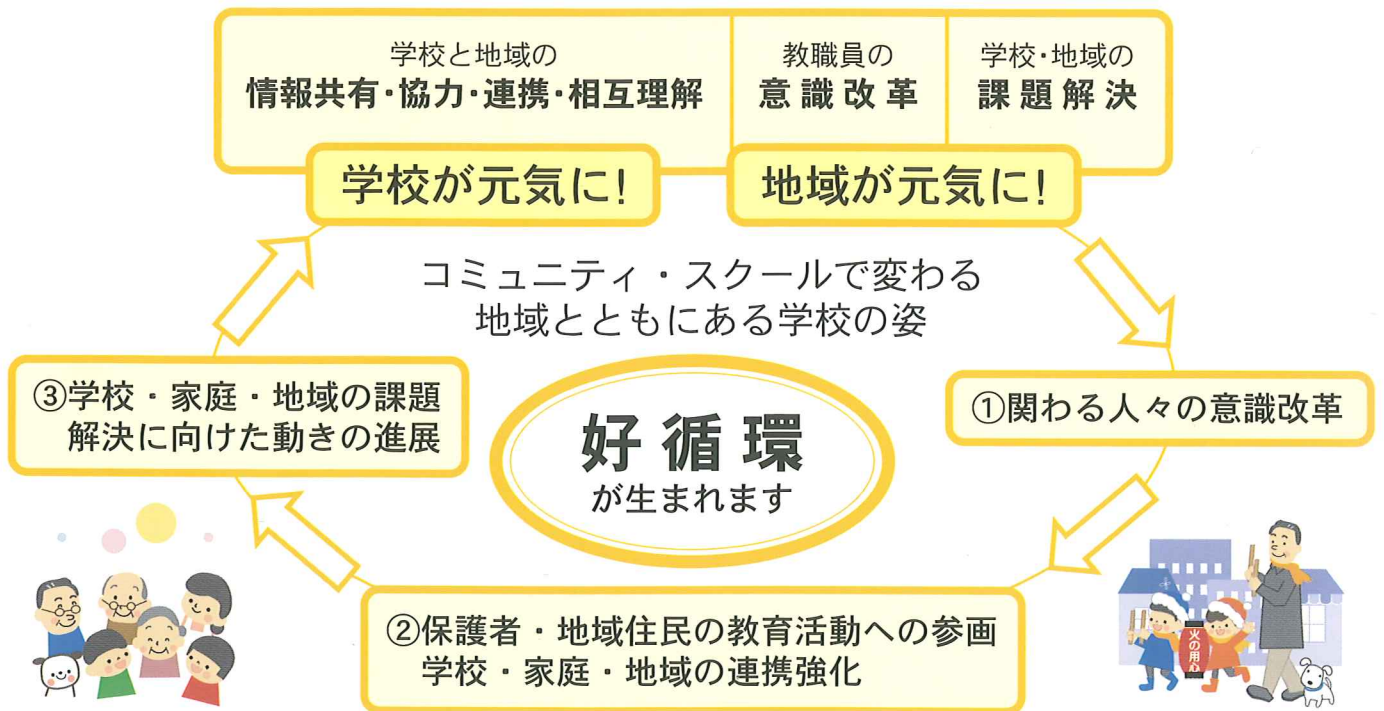 学校と地域の
情報共有・協力・連携・相互理解
教職員の
意識改革
学校・地域の
課題解決
学校が元気に!
地域が元気に!
コミュニティ・スクールで変わる
地域とともにある学校の姿
好循環
が生まれます
①関わる人々の意識改革
②保護者・地域住民の教育活動への参画
学校・家庭・地域の連携強化
③学校・家庭・地域の課題
解決に向けた動きの進展
火の用心